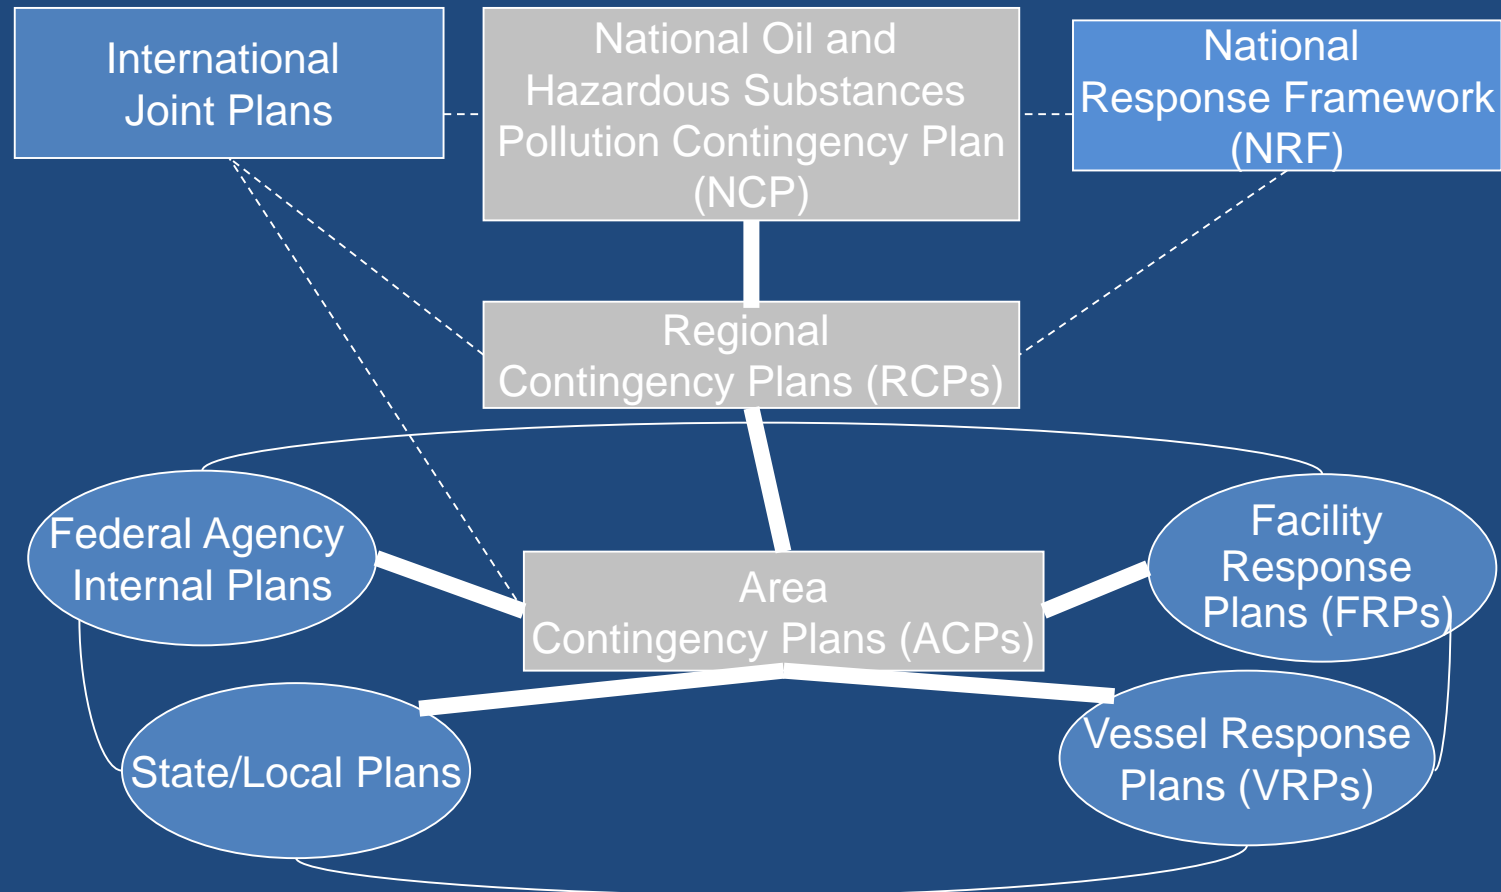 International
Joint Plans
National Oil and
Hazardous Substances
Pollution Contingency Plan
(NCP)
National
Response Framework
(NRF)
Regional
Contingency Plans (RCPs)
Federal Agency
Internal Plans
Area
Contingency Plans (ACPs)
Facility
Response
Plans (FRPs)
State/Local Plans
Vessel Response
Plans (VRPs)